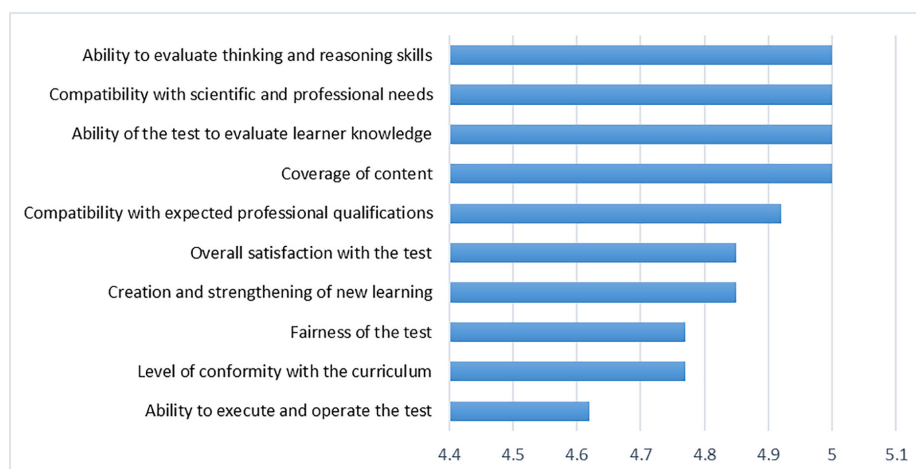 Ability to evaluate thinking and reasoning skills
Compatibility with scientific and professional needs
Ability of the test to evaluate learner knowledge
Coverage of content
Compatibility with expected professional qualifications
Overall satisfaction with the test
Creation and strengthening of new learning
Fairness of the test
Level of conformity with the curriculum
Ability to execute and operate the test
4.4 4.5 4.6 4.7 4.8 4.9 5 5.1